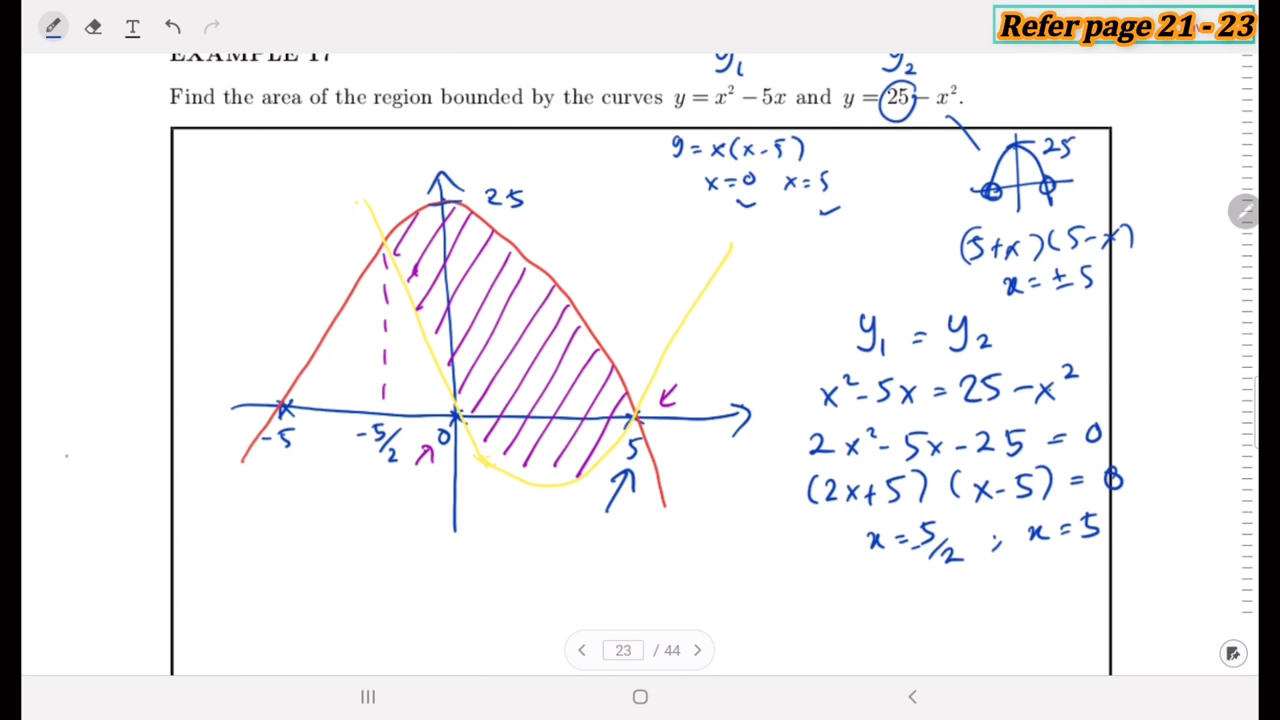 Refer page 21 - 23
EXAMPLE 17
y₁ y₂
Find the area of the region bounded by the curves y = x² − 5x and y = 25 − x².
y = x(x-5)
x=0 x=5
25
(5+x)(5-x)
x = ± 5
25
-5
-5/2
0
5
y₁ = y₂
x²-5x = 25-x²
2x²-5x-25 = 0
(2x+5) (x-5) = 0
x = -5/2 ; x = 5
23 / 44